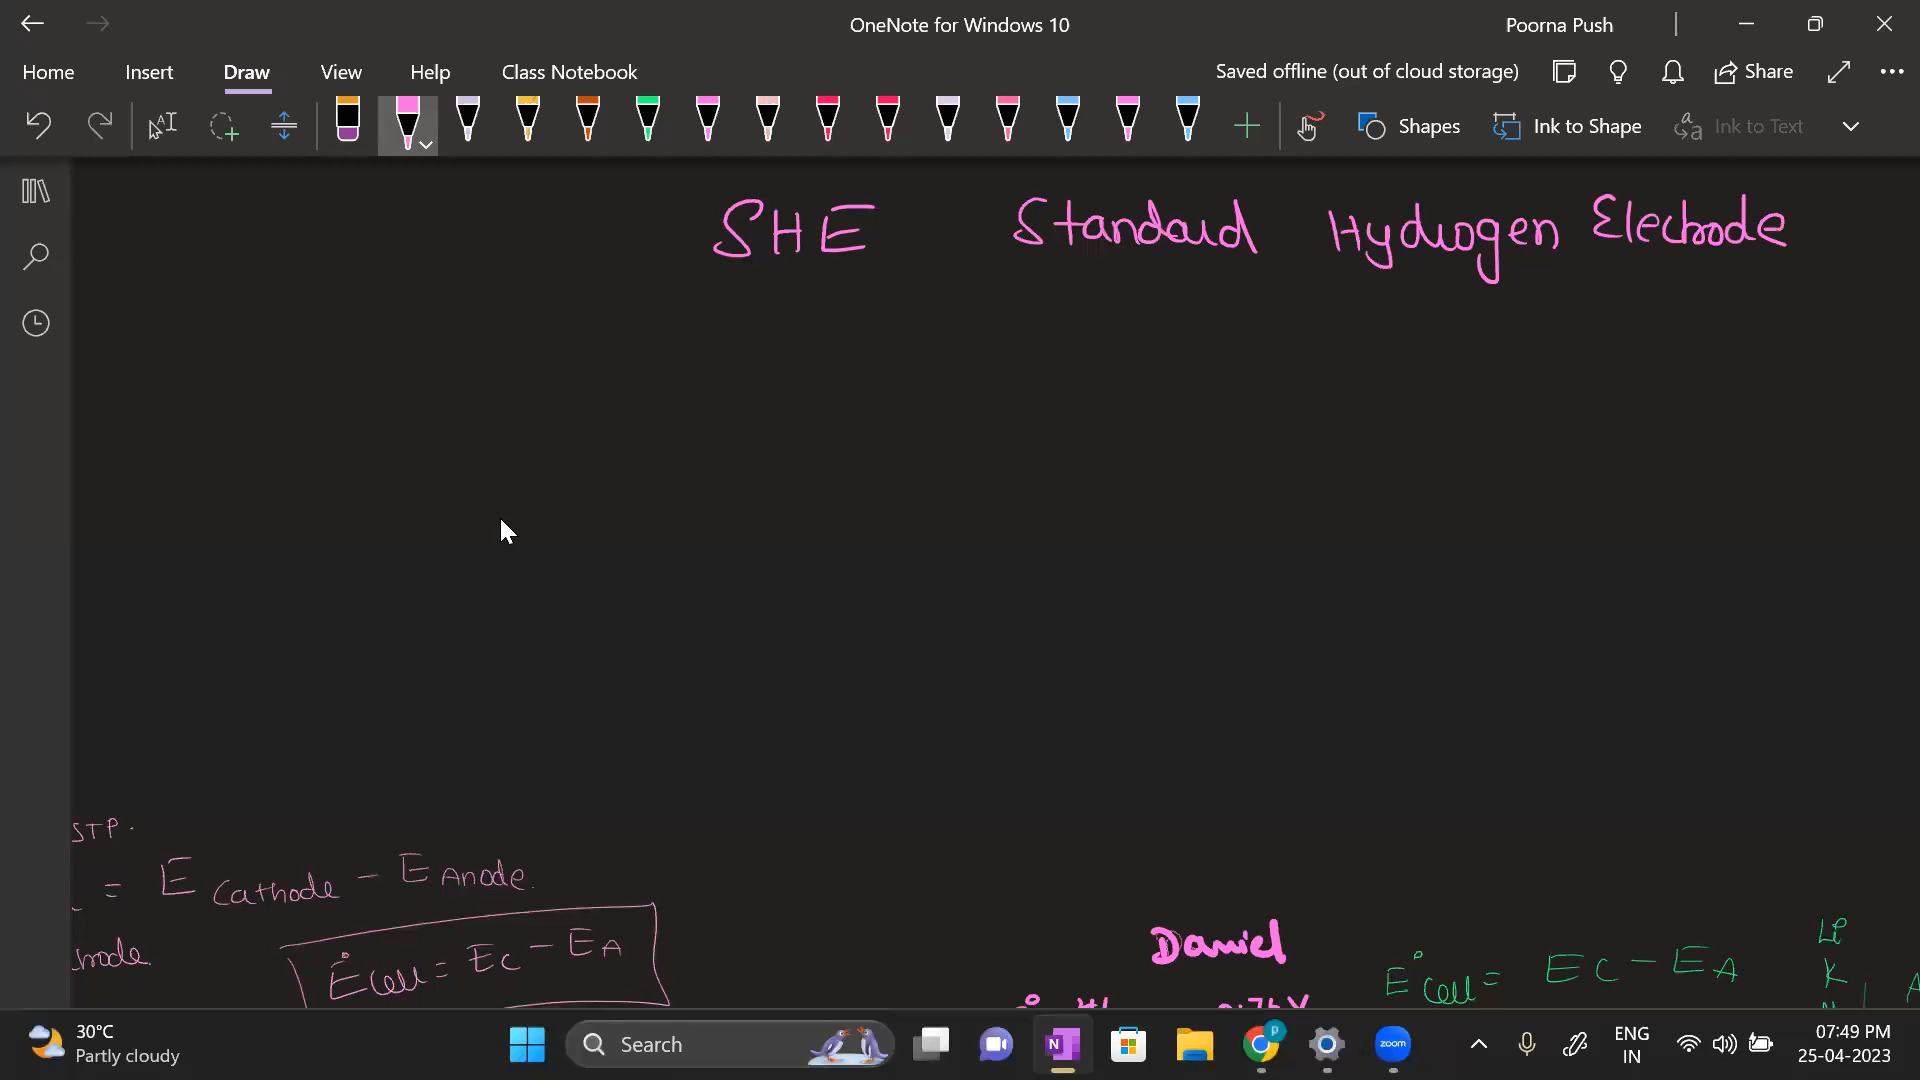 OneNote for Windows 10
Poorna Push
Home Insert Draw View Help Class Notebook
Saved offline (out of cloud storage)
Share
Shapes
Ink to Shape
Ink to Text
SHE Standard Hydrogen Electrode
STP.
= E Cathode - E Anode.
E°cell = EC - EA
Daniel
E°cell = EC - EA
Li
K
30°C
Partly cloudy
Search
zoom
ENG
IN
07:49 PM
25-04-2023